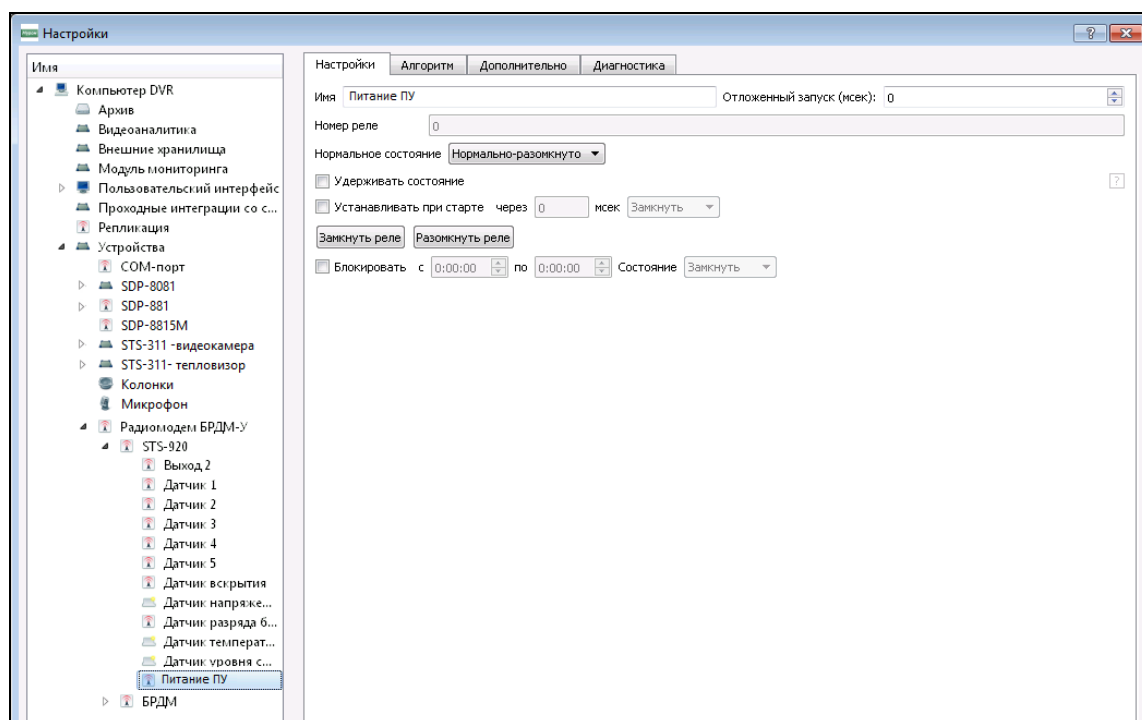 Настройки
Имя
Компьютер DVR
Архив
Видеоаналитика
Внешние хранилища
Модуль мониторинга
Пользовательский интерфейс
Проходные интеграции со с...
Репликация
Устройства
COM-порт
SDP-8081
SDP-881
SDP-8815M
STS-311 -видеокамера
STS-311- тепловизор
Колонки
Микрофон
Радиомодем БРДМ-У
STS-920
Выход 2
Датчик 1
Датчик 2
Датчик 3
Датчик 4
Датчик 5
Датчик вскрытия
Датчик напряже...
Датчик разряда б...
Датчик температ...
Датчик уровня с...
Питание ПУ
БРДМ
Настройки Алгоритм Дополнительно Диагностика
Имя Питание ПУ Отложенный запуск (мсек): 0
Номер реле 0
Нормальное состояние Нормально-разомкнуто
Удерживать состояние ?
Устанавливать при старте через 0 мсек Замкнуть
Замкнуть реле Разомкнуть реле
Блокировать с 0:00:00 по 0:00:00 Состояние Замкнуть